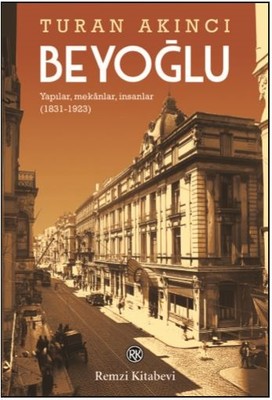 TURAN AKINCI
BEYOĞLU
Yapılar, mekânlar, insanlar
(1831-1923)
RK
Remzi Kitabevi